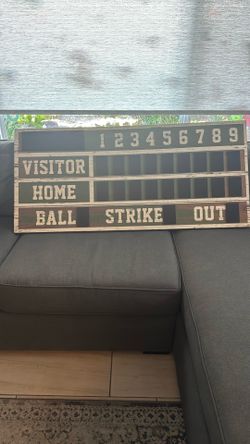 1 2 3 4 5 6 7 8 9
VISITOR
HOME
BALL STRIKE OUT